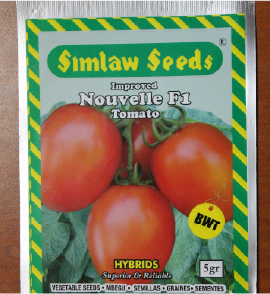 Simlaw Seeds
Improved
Nouvelle F1
Tomato
BWT
HYBRIDS
Superior & Reliable
5gr
VEGETABLE SEEDS - MBEGU - SEMILLAS - GRAINES - SEMENTES